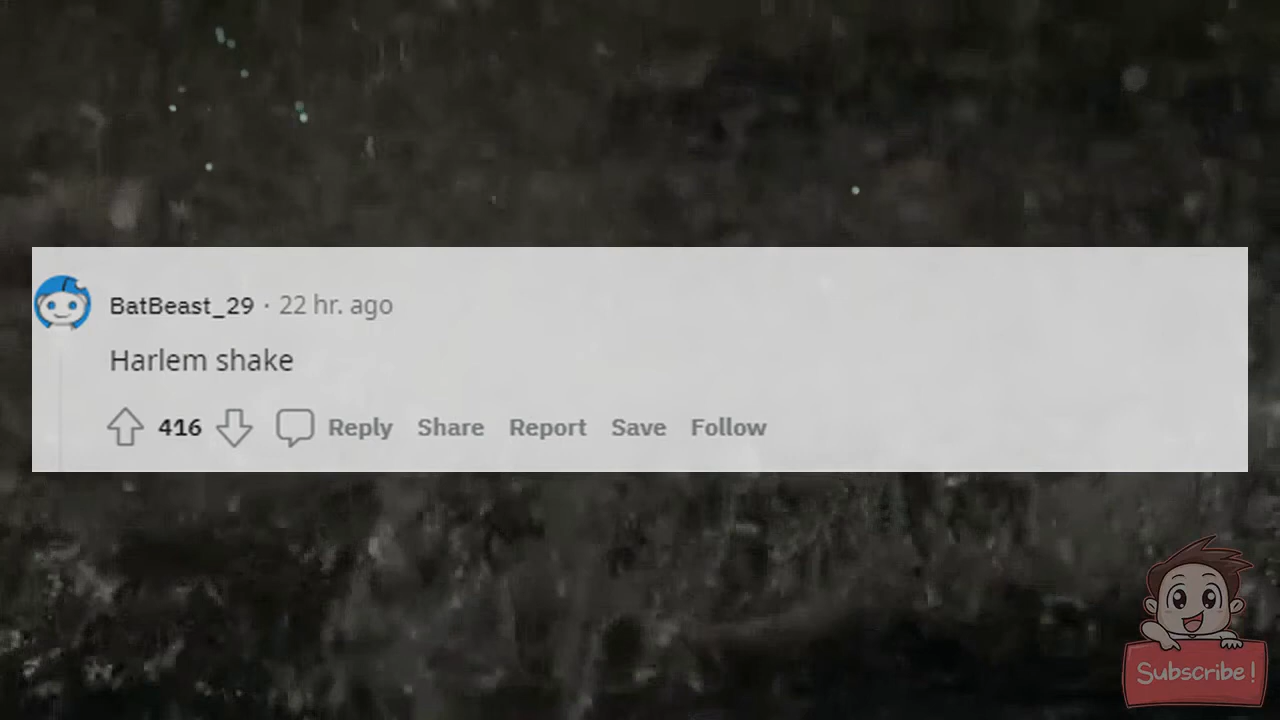 BatBeast_29 · 22 hr. ago
Harlem shake
416 Reply Share Report Save Follow
Subscribe!